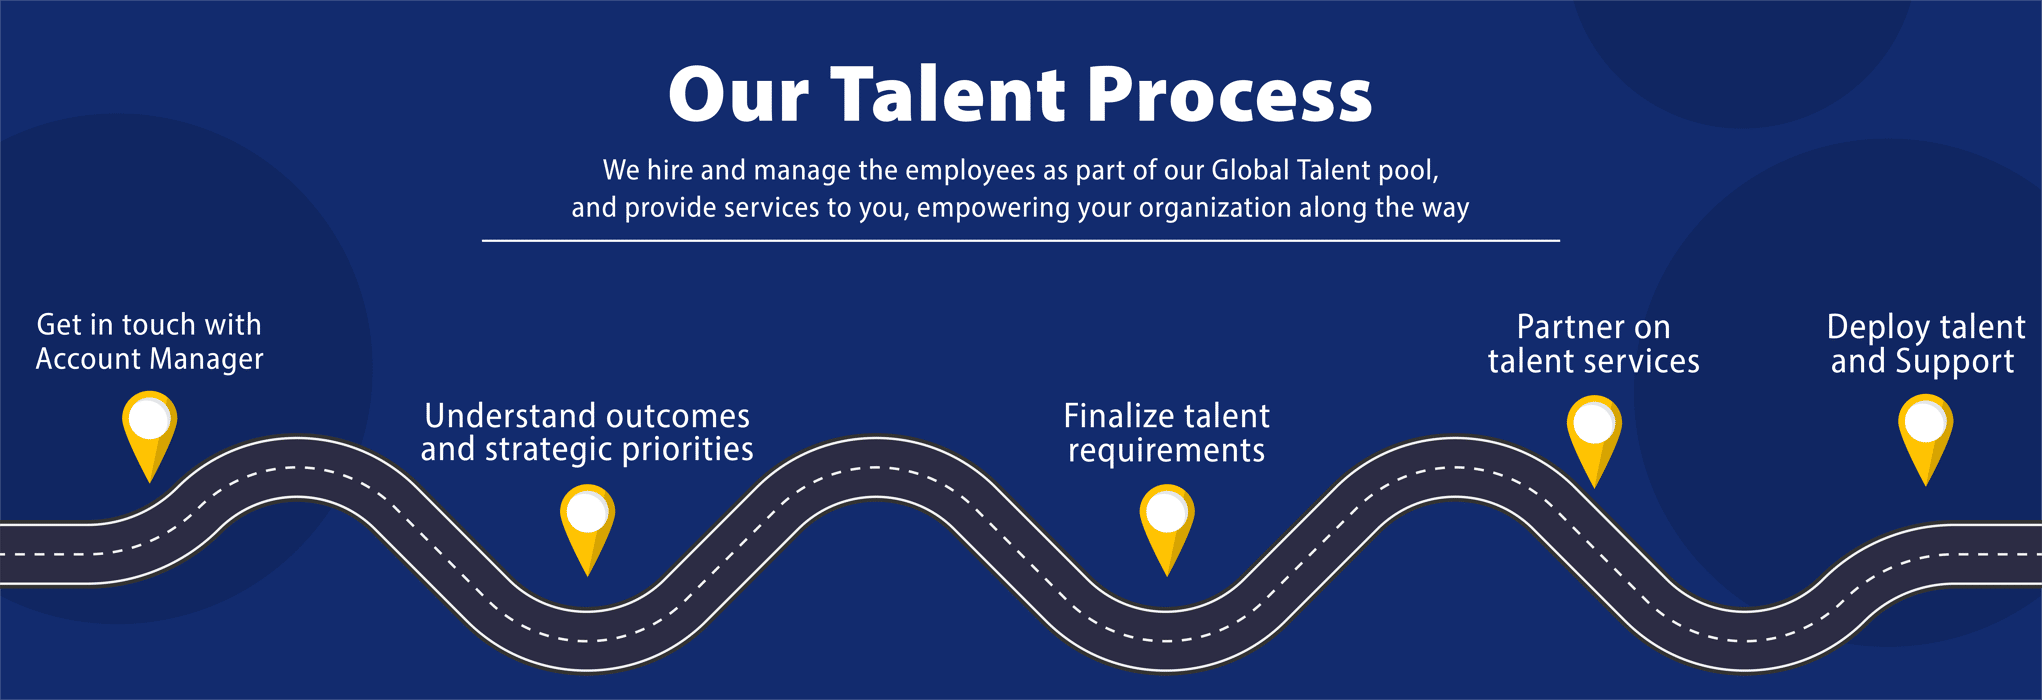 Our Talent Process
We hire and manage the employees as part of our Global Talent pool,
and provide services to you, empowering your organization along the way
Get in touch with
Account Manager
Understand outcomes
and strategic priorities
Finalize talent
requirements
Partner on
talent services
Deploy talent
and Support